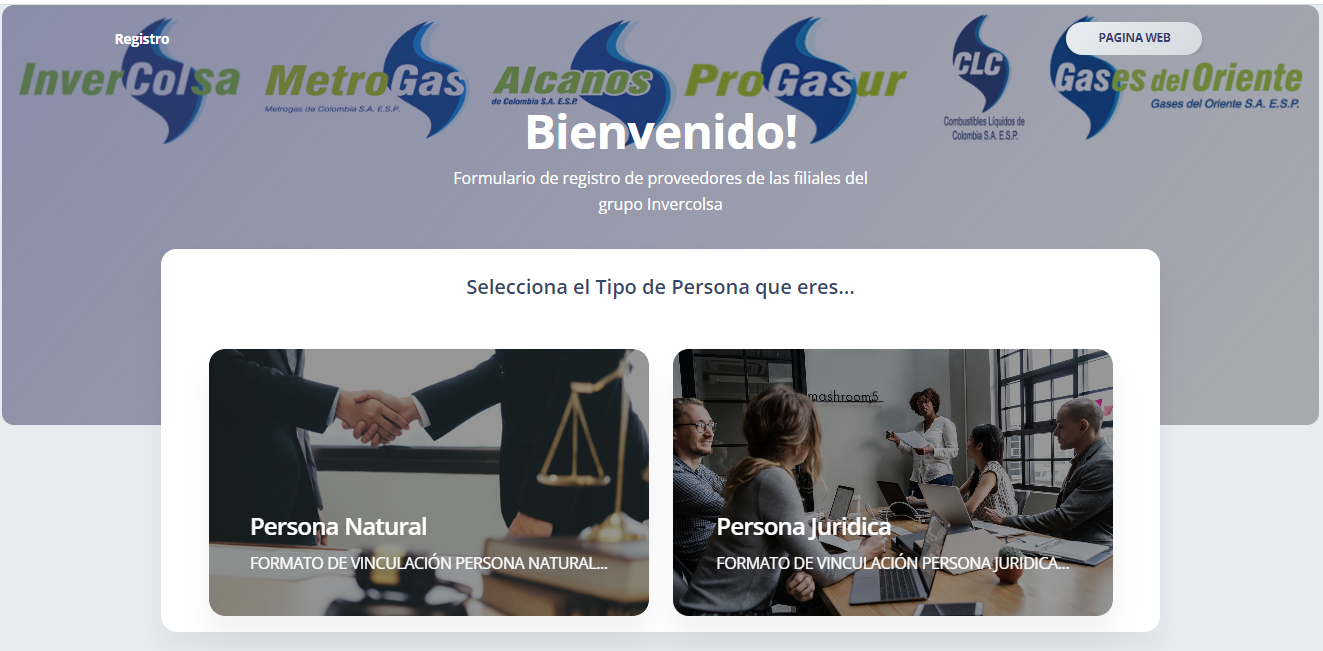 Registro
PAGINA WEB
InverColsa
MetroGas
Metrogas de Colombia S.A. E.S.P.
Alcanos
de Colombia S.A. E.S.P.
ProGasur
CLC
Combustibles Líquidos de
Colombia S.A. E.S.P.
Gases del Oriente
Gases del Oriente S.A. E.S.P.
Bienvenido!
Formulario de registro de proveedores de las filiales del
grupo Invercolsa
Selecciona el Tipo de Persona que eres...
mashroom5
Persona Natural
FORMATO DE VINCULACIÓN PERSONA NATURAL...
Persona Juridica
FORMATO DE VINCULACIÓN PERSONA JURIDICA...